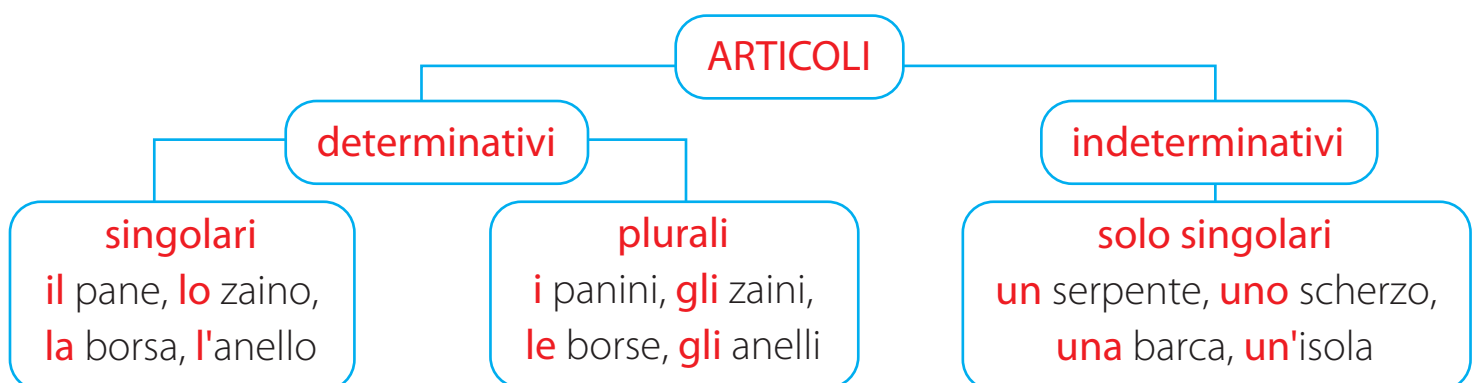 ARTICOLI
determinativi
indeterminativi
singolari
il pane, lo zaino,
la borsa, l'anello
plurali
i panini, gli zaini,
le borse, gli anelli
solo singolari
un serpente, uno scherzo,
una barca, un'isola